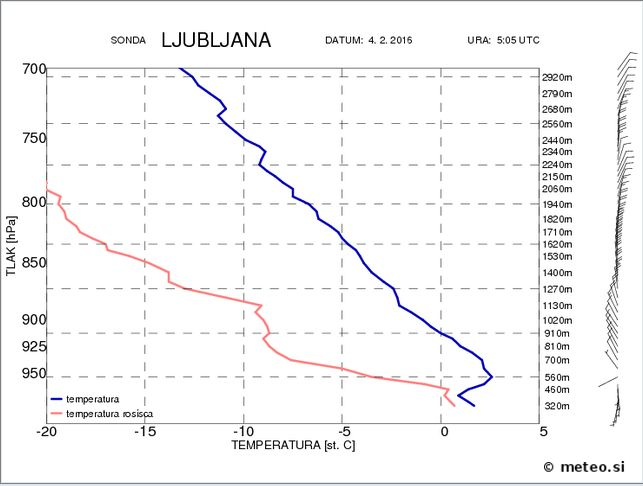 SONDA LJUBLJANA DATUM: 4. 2. 2016 URA: 5:05 UTC
700
2920m
2790m
2680m
2560m
750
2440m
2340m
2240m
2150m
2050m
800
1940m
1820m
1710m
1620m
1530m
850
1400m
1270m
1130m
900
1020m
910m
925
810m
700m
950
560m
460m
320m
TLAK [hPa]
temperatura
temperatura rosišča
-20 -15 -10 -5 0 5
TEMPERATURA [st. C]
© meteo.si